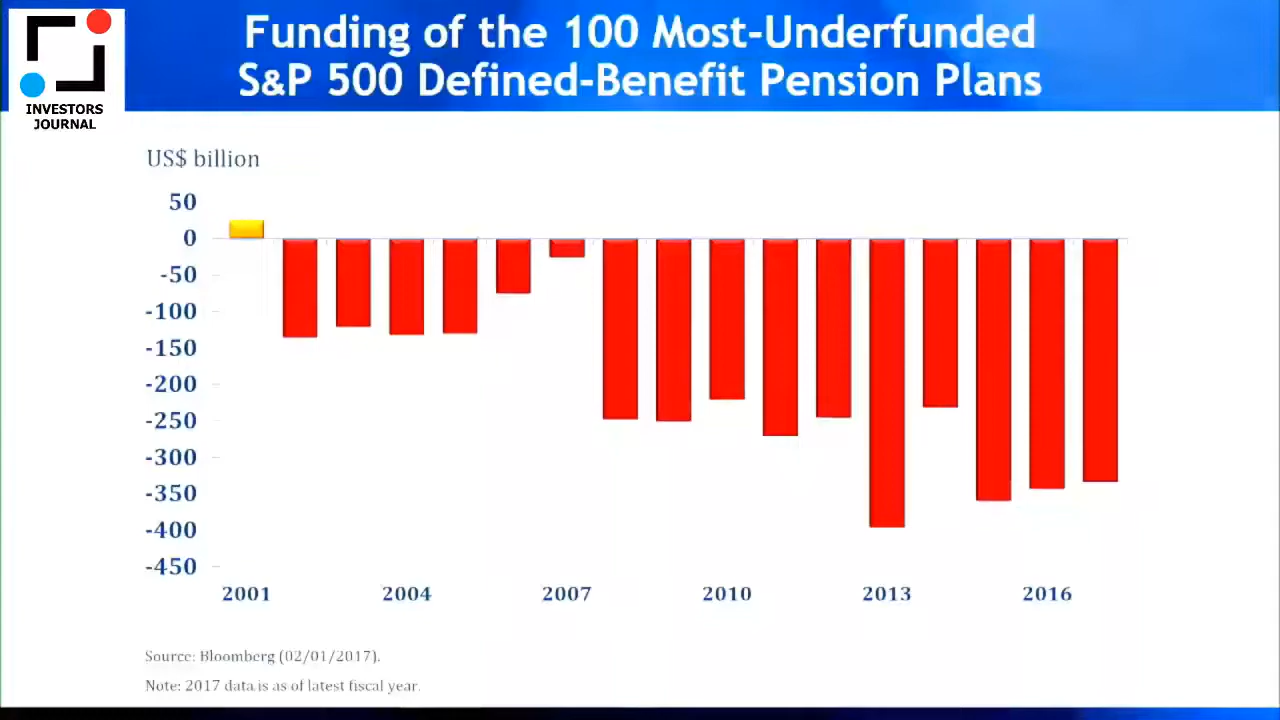 Funding of the 100 Most-Underfunded
S&P 500 Defined-Benefit Pension Plans
INVESTORS
JOURNAL
US$ billion
50
0
-50
-100
-150
-200
-250
-300
-350
-400
-450
2001 2004 2007 2010 2013 2016
Source: Bloomberg (02/01/2017).
Note: 2017 data is as of latest fiscal year.